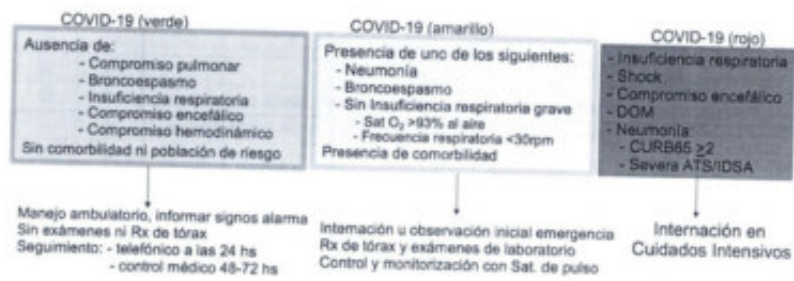 COVID-19 (verde)
Ausencia de:
- Compromiso pulmonar
- Broncoespasmo
- Insuficiencia respiratoria
- Compromiso encefálico
- Compromiso hemodinámico
Sin comorbilidad ni población de riesgo
Manejo ambulatorio, informar signos alarma
Sin exámenes ni Rx de tórax
Seguimiento: - telefónico a las 24 hs
- control médico 48-72 hs
COVID-19 (amarillo)
Presencia de uno de los siguientes:
- Neumonía
- Broncoespasmo
- Sin Insuficiencia respiratoria grave
- Sat O₂ >93% al aire
- Frecuencia respiratoria <30rpm
Presencia de comorbilidad
Internación u observación inicial emergencia
Rx de tórax y exámenes de laboratorio
Control y monitorización con Sat. de pulso
COVID-19 (rojo)
- Insuficiencia respiratoria
- Shock
- Compromiso encefálico
- DOM
- Neumonía:
- CURB65 ≥2
- Severa ATS/IDSA
Internación en
Cuidados Intensivos